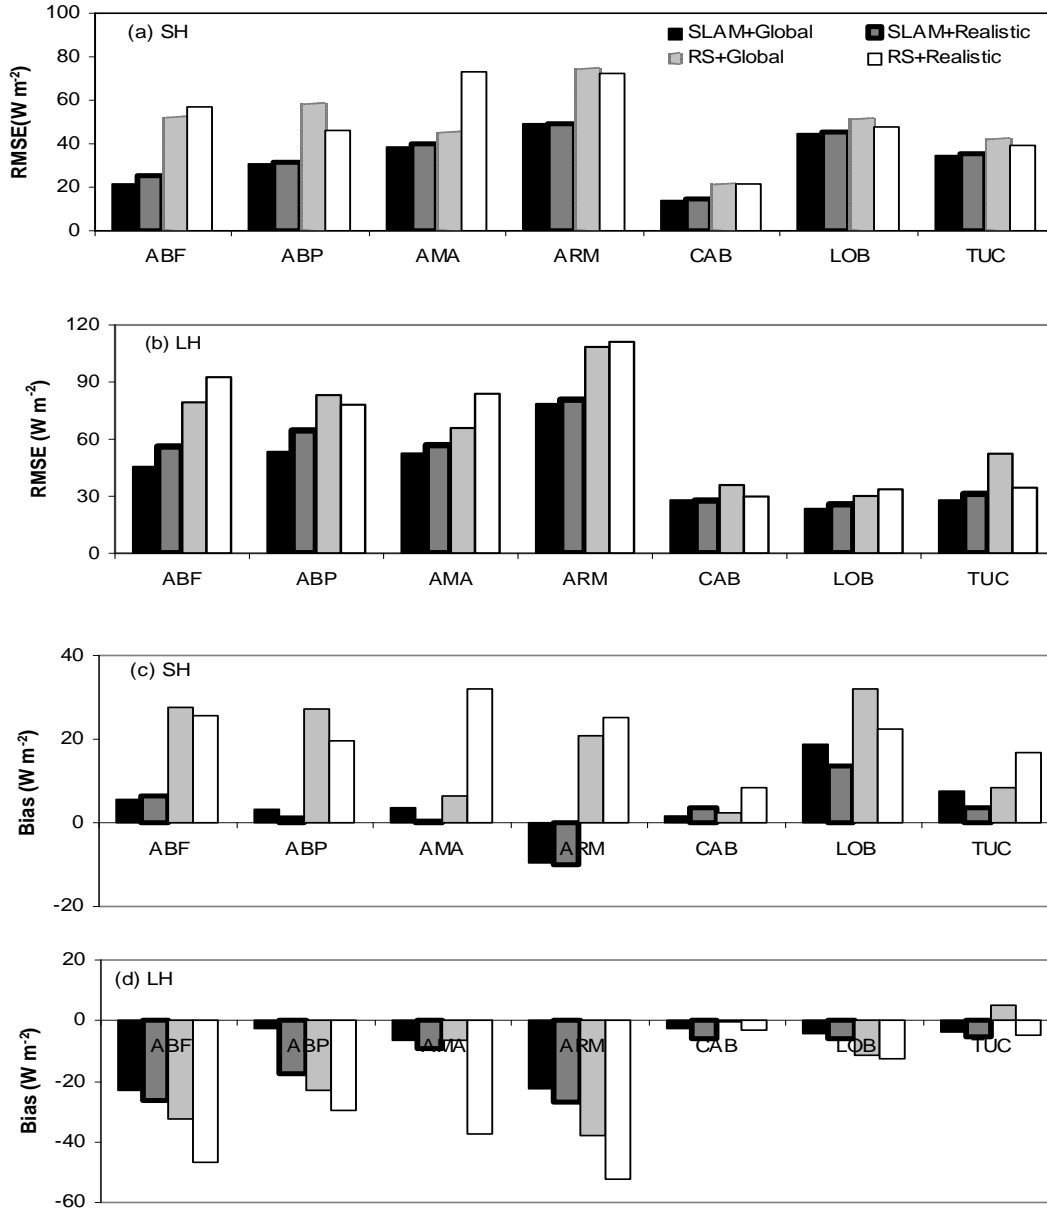 (a) SH
SLAM+Global
SLAM+Realistic
RS+Global
RS+Realistic
RMSE(W m-2)
100
80
60
40
20
0
ABF ABP AMA ARM CAB LOB TUC
(b) LH
RMSE (W m-2)
120
90
60
30
0
ABF ABP AMA ARM CAB LOB TUC
(c) SH
Bias (W m-2)
40
20
0
-20
ABF ABP AMA ARM CAB LOB TUC
(d) LH
Bias (W m-2)
20
0
-20
-40
-60
ABF ABP AMA ARM CAB LOB TUC